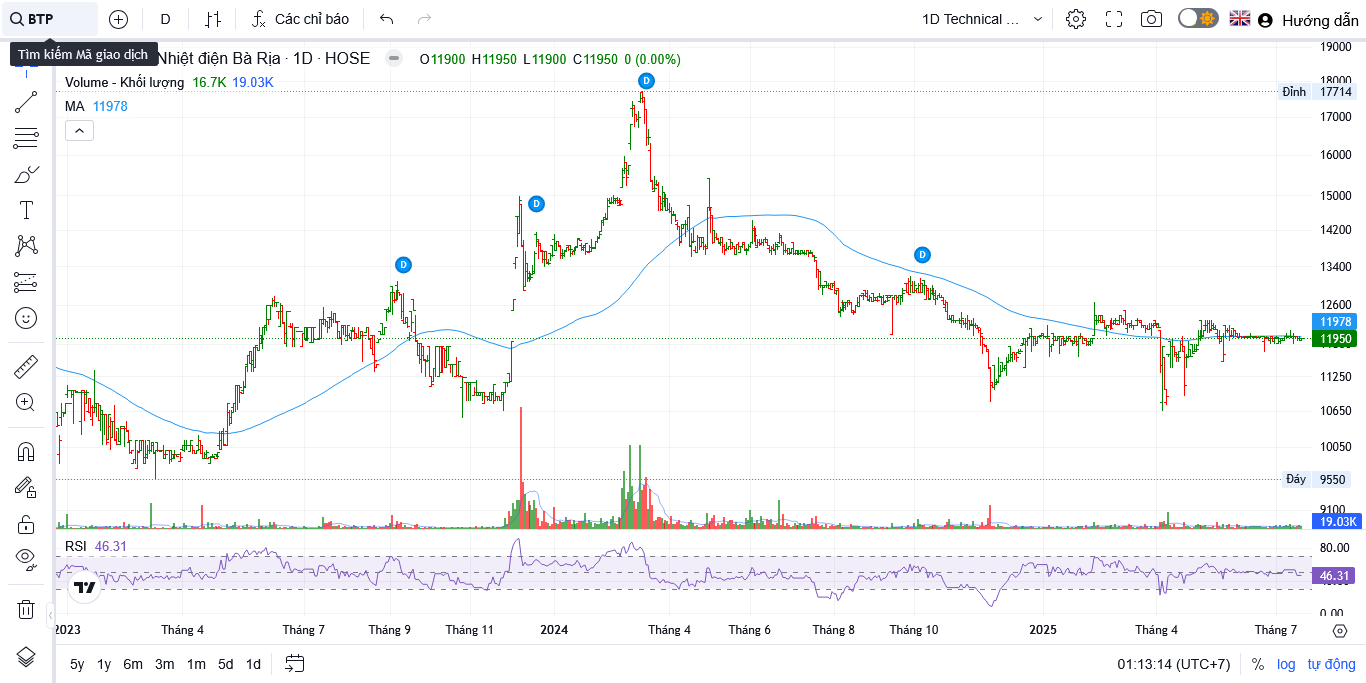 BTP D Các chỉ báo 1D Technical ... Hướng dẫn
Tìm kiếm Mã giao dịch
Nhiệt điện Bà Rịa · 1D · HOSE O11900 H11950 L11900 C11950 0 (0.00%)
Volume - Khối lượng 16.7K 19.03K
MA 11978
D
D
D
D
19000
18000
Đỉnh 17714
17000
16000
15000
14200
13400
12600
11978
11950
11250
10650
10050
Đáy 9550
9100
19.03K
RSI 46.31
80.00
46.31
0.00
2023 Tháng 4 Tháng 7 Tháng 9 Tháng 11 2024 Tháng 4 Tháng 6 Tháng 8 Tháng 10 2025 Tháng 4 Tháng 7
5y 1y 6m 3m 1m 5d 1d 01:13:14 (UTC+7) % log tự động